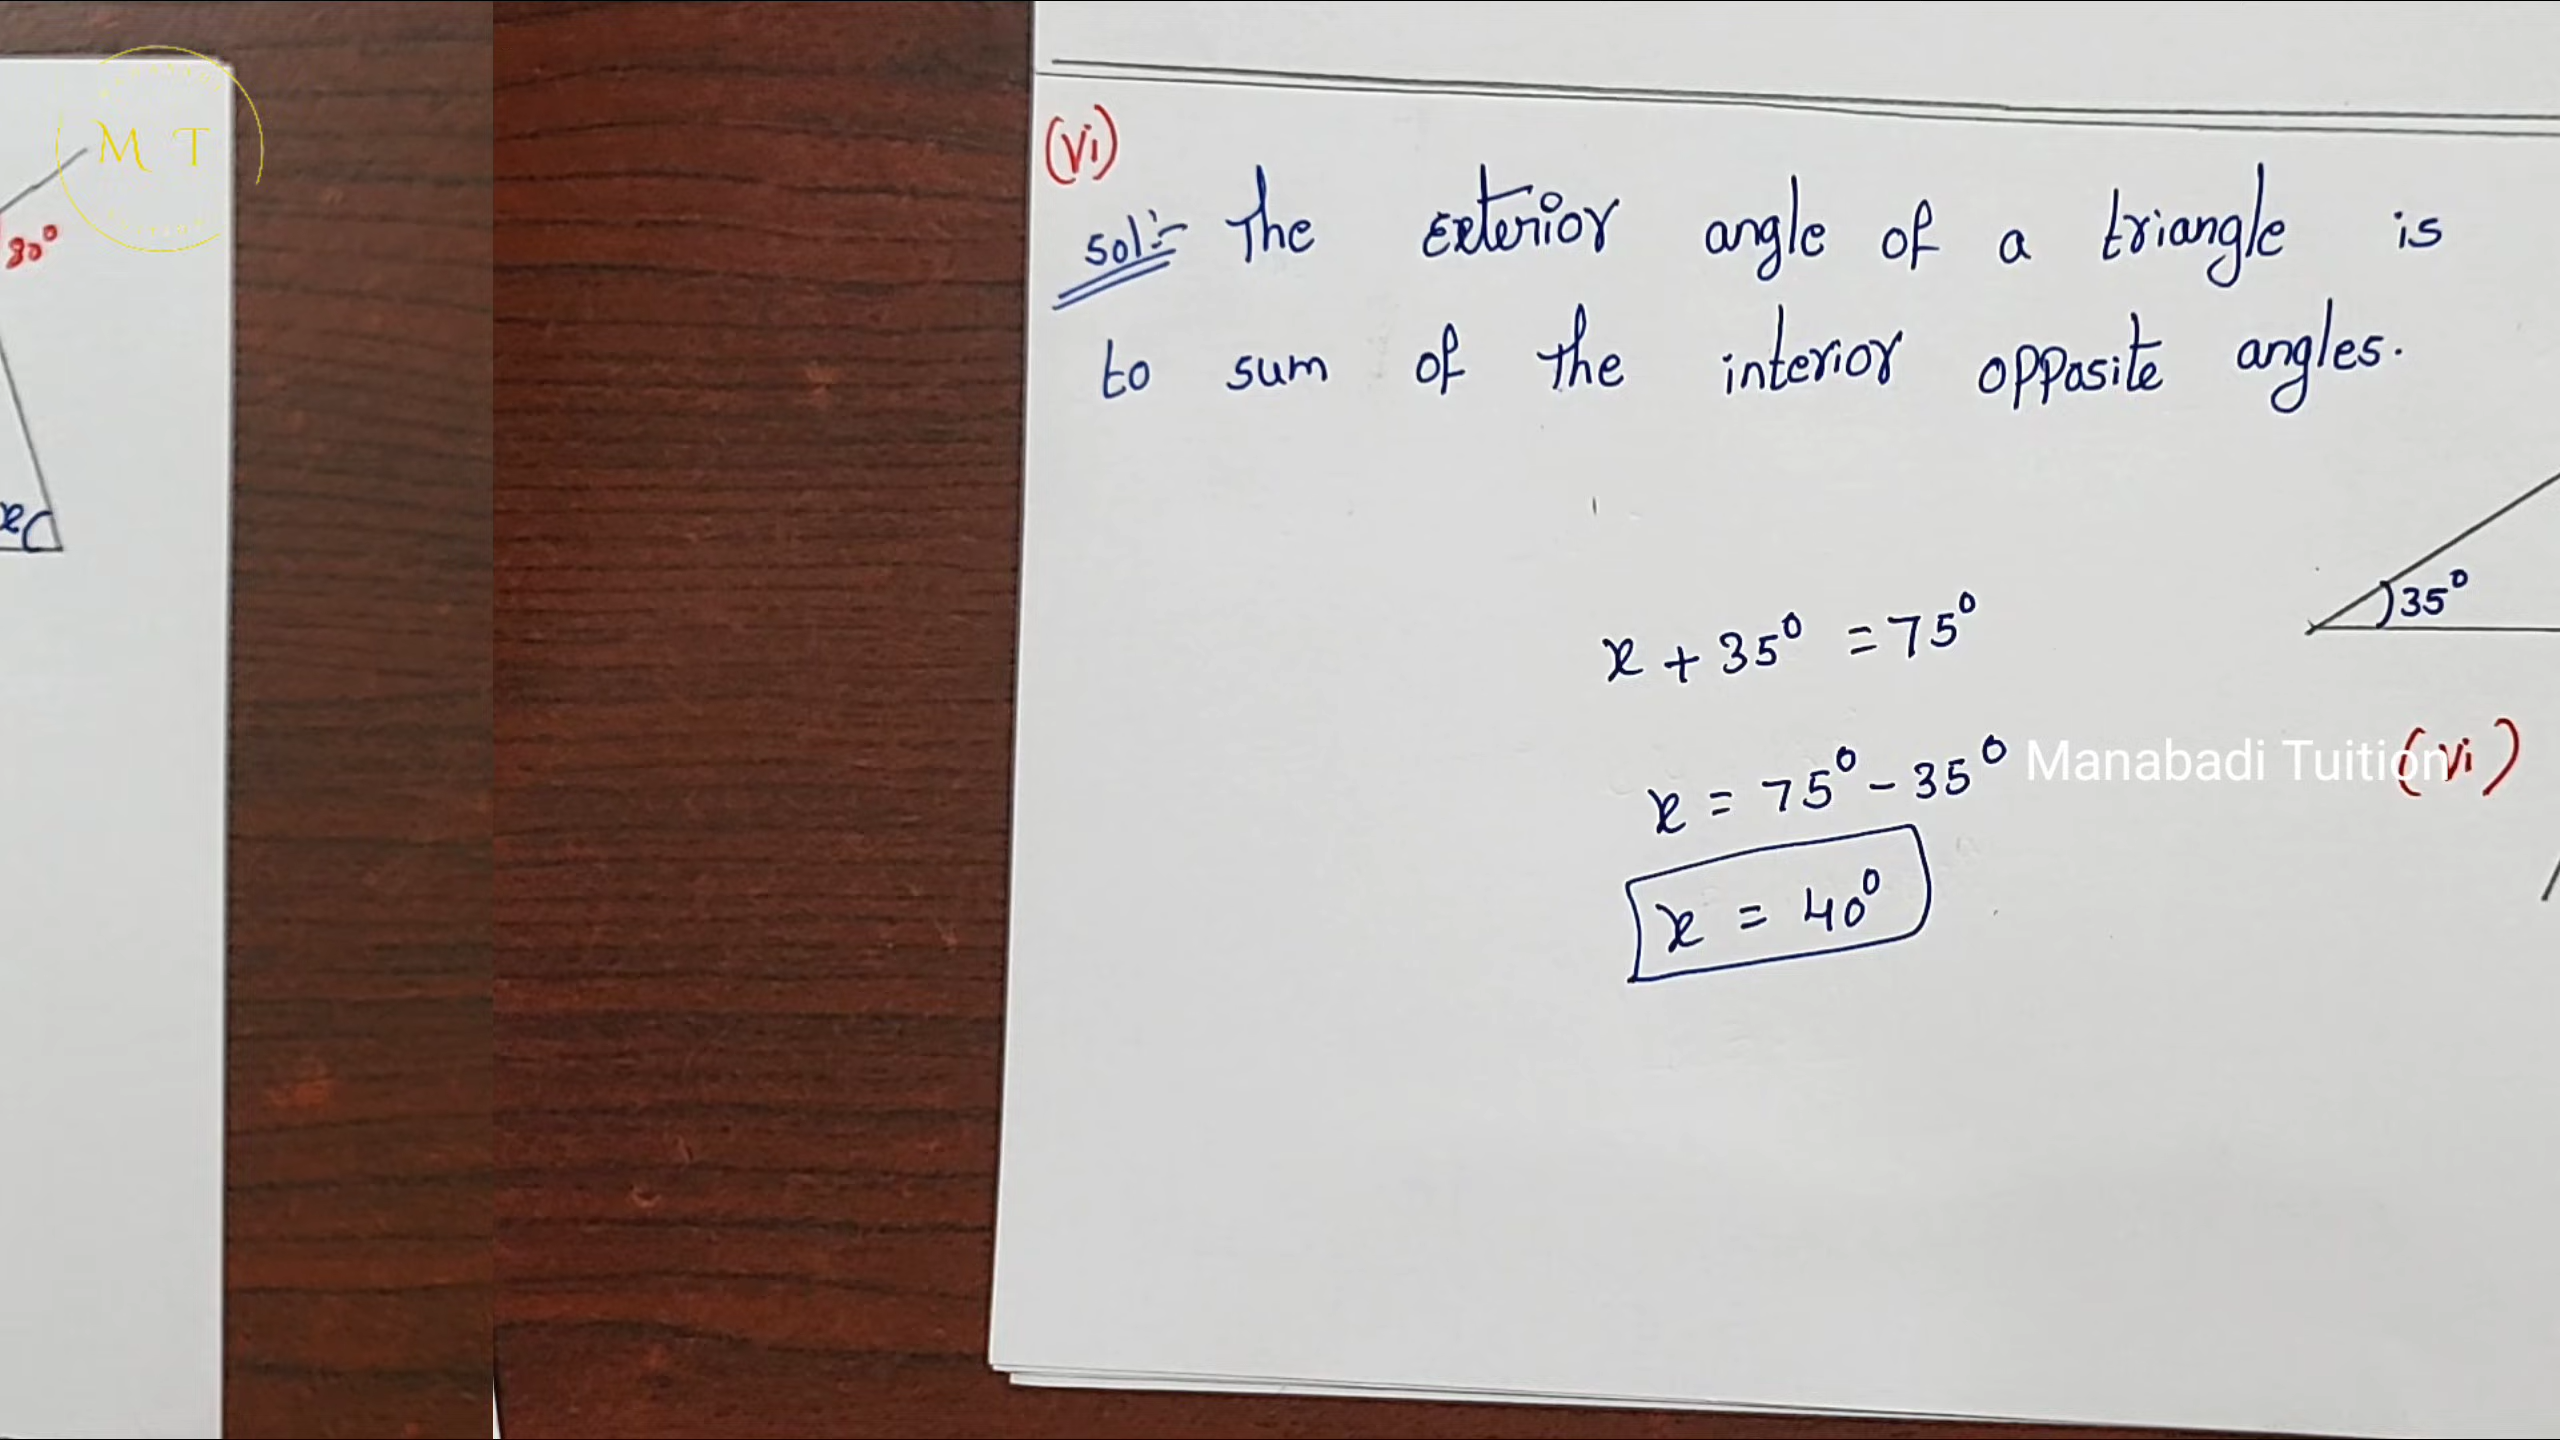 M T
80°
x
(vi)
sol:- The exterior angle of a triangle is
to sum of the interior opposite angles.
35°
x + 35° = 75°
x = 75° - 35°
Manabadi Tuition
(vi)
x = 40°